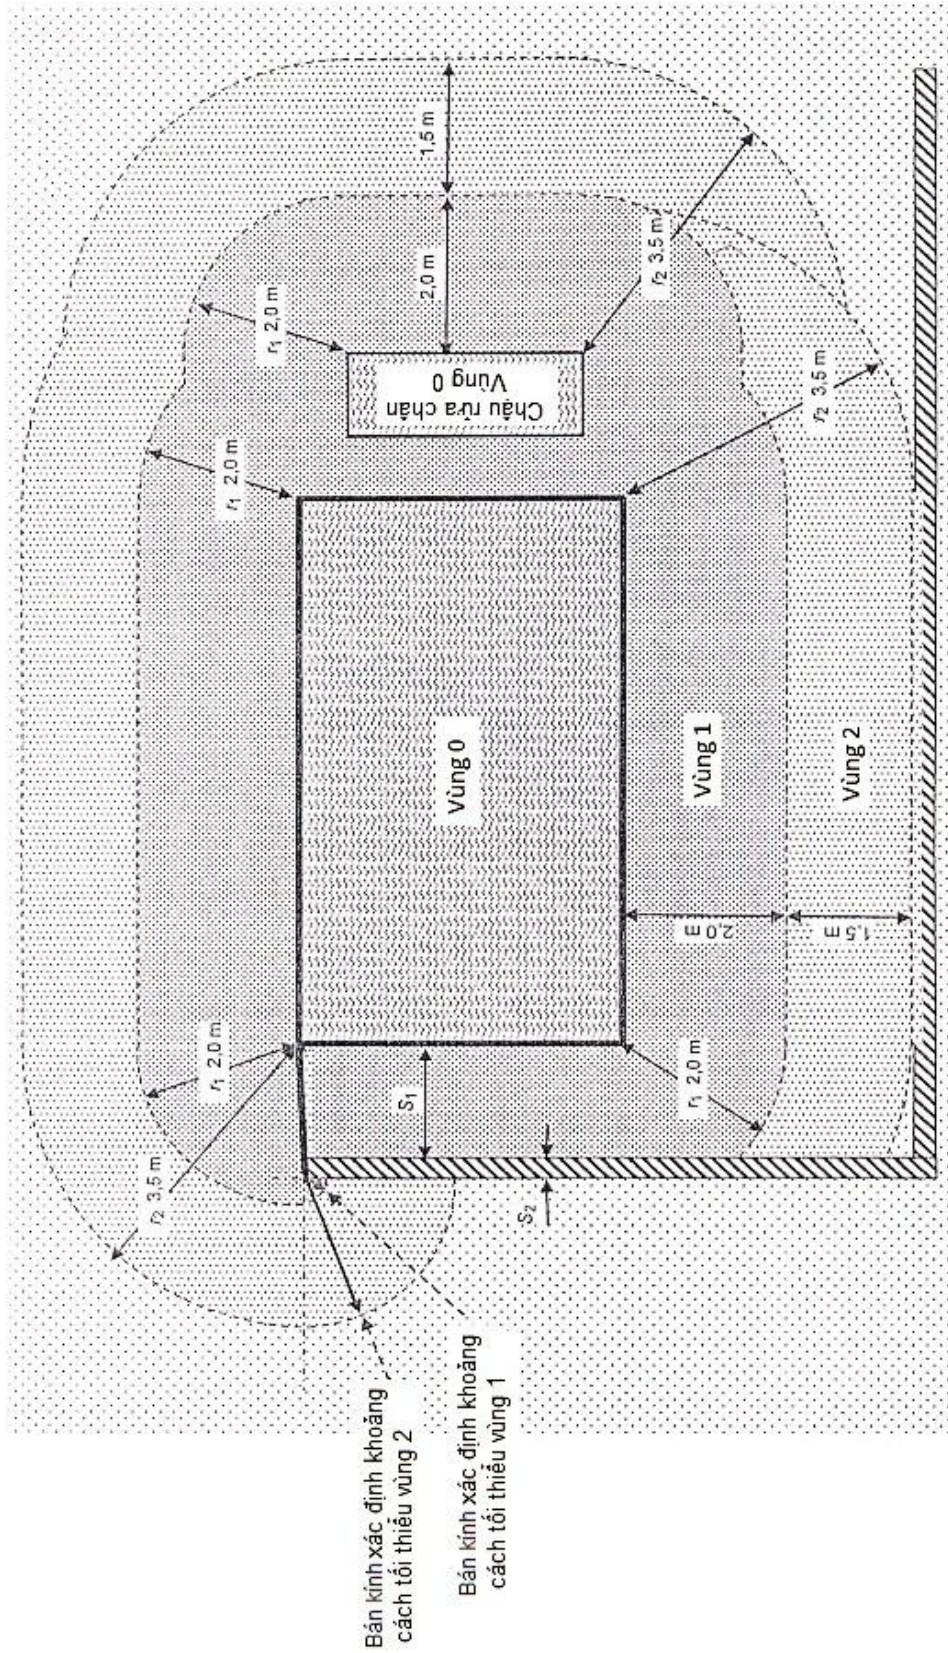 1,5 m
2,0 m
r₁ 2,0 m
r₂ 3,5 m
Chậu rửa chân
Vùng 0
r₁ 2,0 m
r₂ 3,5 m
Vùng 0
Vùng 1
Vùng 2
2,0 m
1,5 m
r₁ 2,0 m
S₁
r₁ 2,0 m
r₂ 3,5 m
S₂
Bán kính xác định khoảng
cách tối thiểu vùng 2
Bán kính xác định khoảng
cách tối thiểu vùng 1